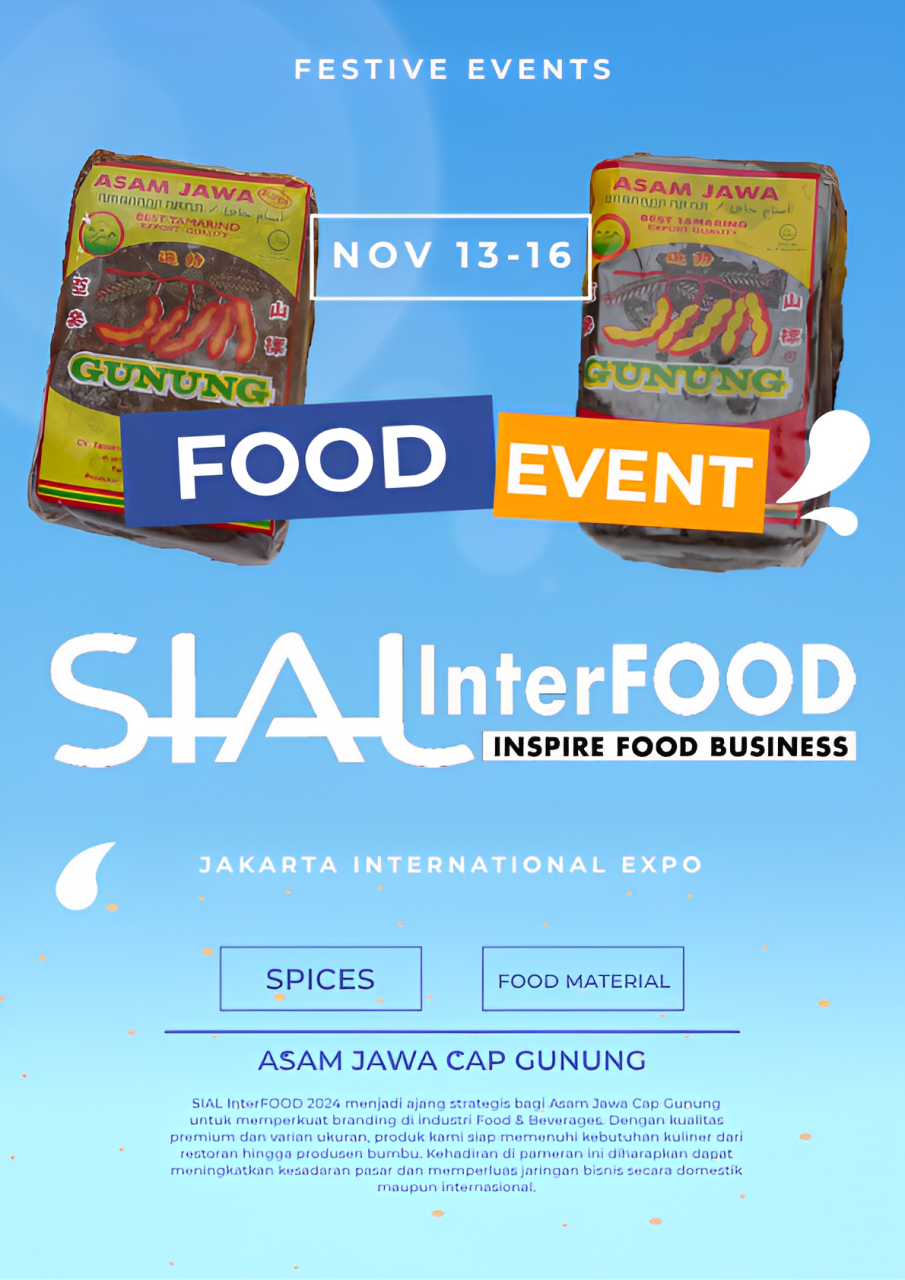 FESTIVE EVENTS
ASAM JAWA
BEST TAMARIND
EXPORT QUALITY
GUNUNG
NOV 13-16
ASAM JAWA
BEST TAMARIND
EXPORT QUALITY
山
GUNUNG
FOOD EVENT
SIAL InterFOOD
INSPIRE FOOD BUSINESS
JAKARTA INTERNATIONAL EXPO
SPICES
FOOD MATERIAL
ASAM JAWA CAP GUNUNG
SIAL InterFOOD 2024 menjadi ajang strategis bagi Asam Jawa Cap Gunung
untuk memperkuat branding di industri Food & Beverages. Dengan kualitas
premium dan varian ukuran, produk kami siap memenuhi kebutuhan kuliner dari
restoran hingga produsen bumbu. Kehadiran di pameran ini diharapkan dapat
meningkatkan kesadaran pasar dan memperluas jaringan bisnis secara domestik
maupun internasional.